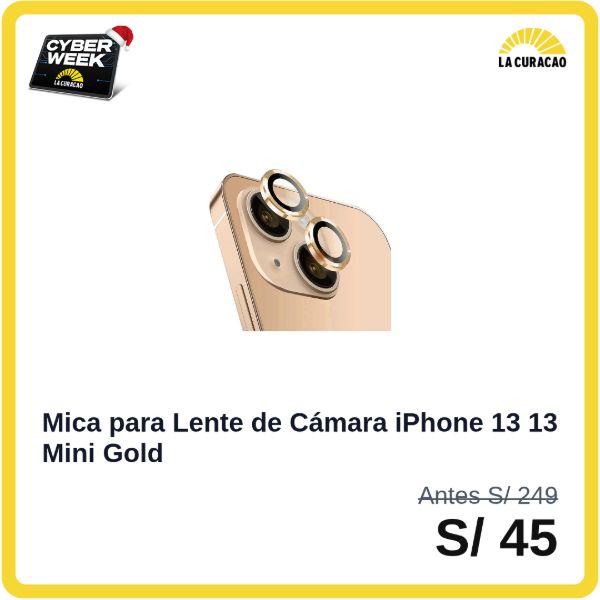 CYBER
WEEK
LA CURACAO
LA CURACAO
Mica para Lente de Cámara iPhone 13 13
Mini Gold
Antes S/ 249
S/ 45